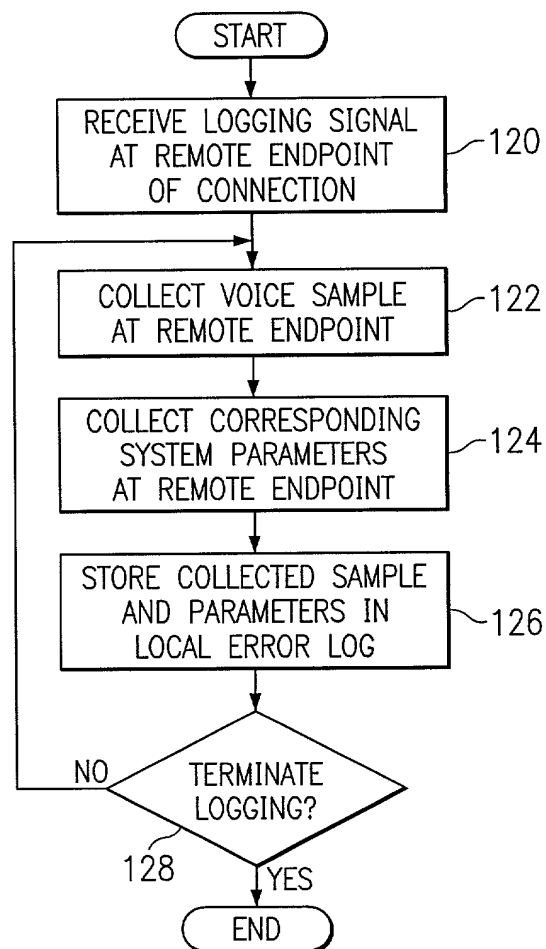 START
RECEIVE LOGGING SIGNAL
AT REMOTE ENDPOINT
OF CONNECTION
120
COLLECT VOICE SAMPLE
AT REMOTE ENDPOINT
122
COLLECT CORRESPONDING
SYSTEM PARAMETERS
AT REMOTE ENDPOINT
124
STORE COLLECTED SAMPLE
AND PARAMETERS IN
LOCAL ERROR LOG
126
TERMINATE
LOGGING?
NO
128
YES
END